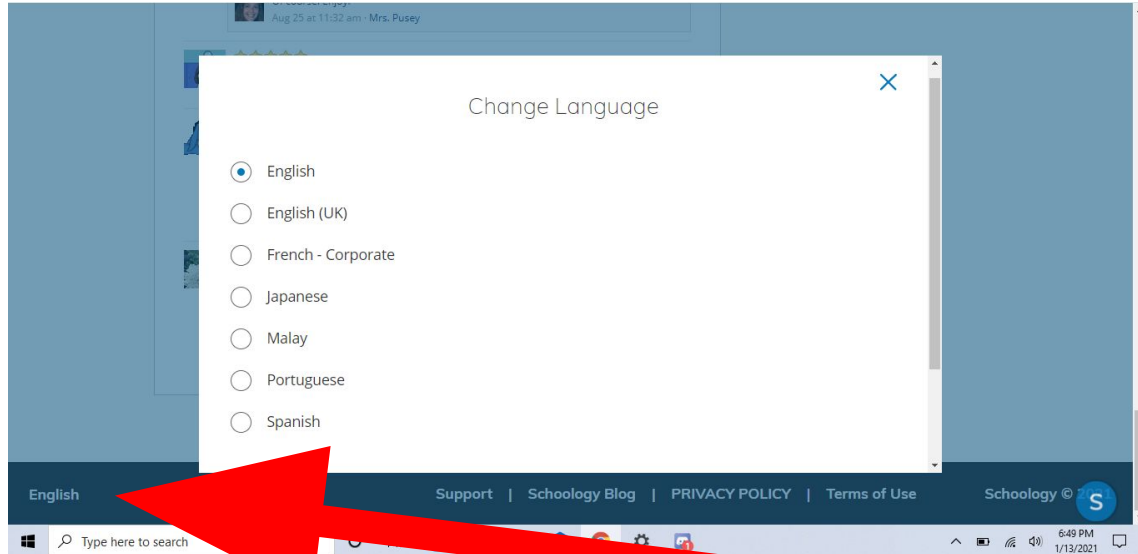 Aug 25 at 11:32 am · Mrs. Pusey
Change Language
English
English (UK)
French - Corporate
Japanese
Malay
Portuguese
Spanish
English
Support | Schoology Blog | PRIVACY POLICY | Terms of Use
Schoology © 2021
S
Type here to search
6:49 PM
1/13/2021